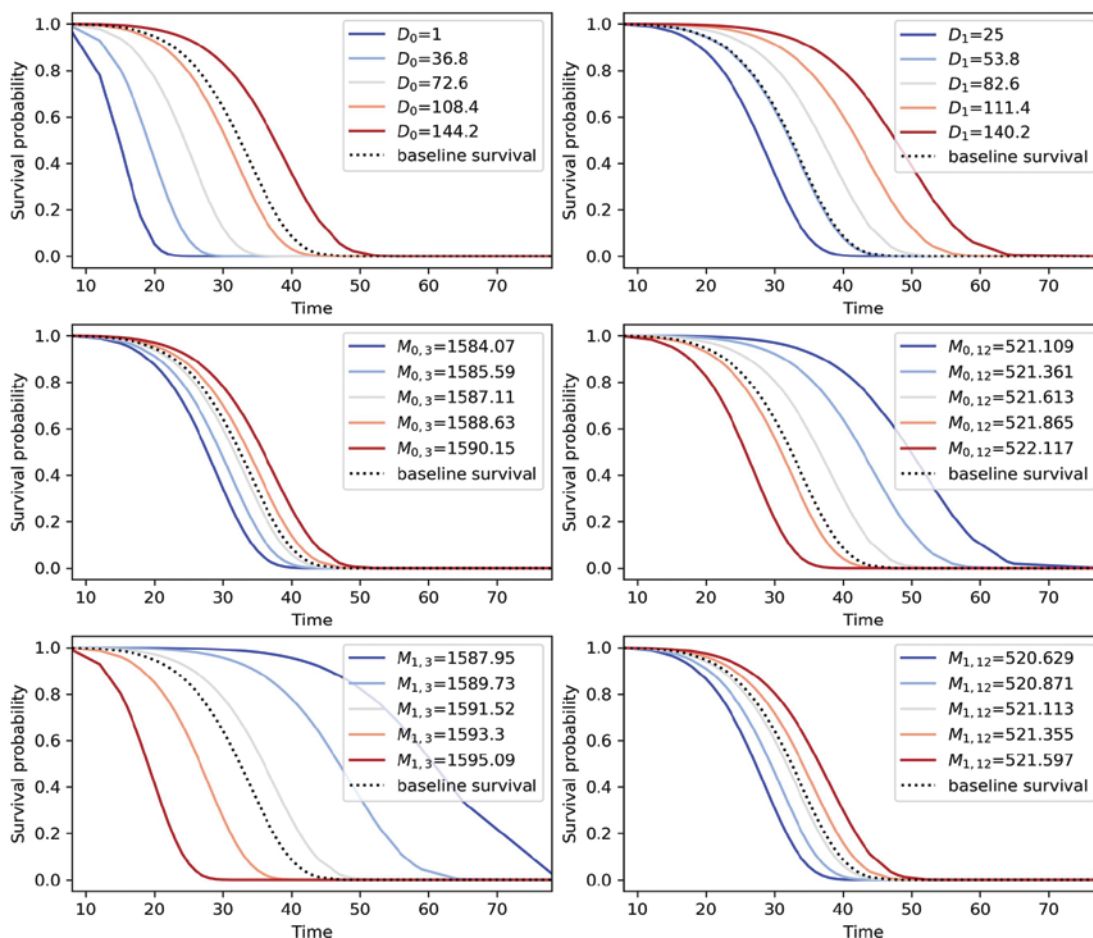 Survival probability
1.0
0.8
0.6
0.4
0.2
0.0
D0=1
D0=36.8
D0=72.6
D0=108.4
D0=144.2
baseline survival
10 20 30 40 50 60 70
Time
Survival probability
1.0
0.8
0.6
0.4
0.2
0.0
D1=25
D1=53.8
D1=82.6
D1=111.4
D1=140.2
baseline survival
10 20 30 40 50 60 70
Time
Survival probability
1.0
0.8
0.6
0.4
0.2
0.0
M0,3=1584.07
M0,3=1585.59
M0,3=1587.11
M0,3=1588.63
M0,3=1590.15
baseline survival
10 20 30 40 50 60 70
Time
Survival probability
1.0
0.8
0.6
0.4
0.2
0.0
M0,12=521.109
M0,12=521.361
M0,12=521.613
M0,12=521.865
M0,12=522.117
baseline survival
10 20 30 40 50 60 70
Time
Survival probability
1.0
0.8
0.6
0.4
0.2
0.0
M1,3=1587.95
M1,3=1589.73
M1,3=1591.52
M1,3=1593.3
M1,3=1595.09
baseline survival
10 20 30 40 50 60 70
Time
Survival probability
1.0
0.8
0.6
0.4
0.2
0.0
M1,12=520.629
M1,12=520.871
M1,12=521.113
M1,12=521.355
M1,12=521.597
baseline survival
10 20 30 40 50 60 70
Time